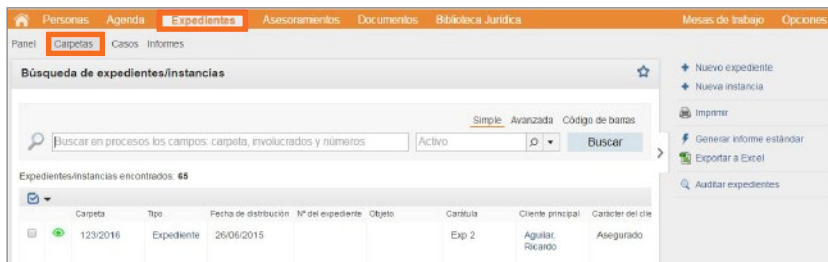 Personas Agenda Expedientes Asesoramientos Documentos Biblioteca Jurídica Mesas de trabajo Opciones
Panel Carpetas Casos Informes
Búsqueda de expedientes/instancias
Simple Avanzada Código de barras
Buscar en procesos los campos: carpeta, involucrados y números Activo Buscar
Expedientes/instancias encontrados: 65
Carpeta Tipo Fecha de distribución Nº del expediente Objeto Carátula Cliente principal Carácter del clie
123/2016 Expediente 26/06/2015 Exp 2 Aguilar, Ricardo Asegurado
Nuevo expediente
Nueva instancia
Imprimir
Generar informe estándar
Exportar a Excel
Auditar expedientes